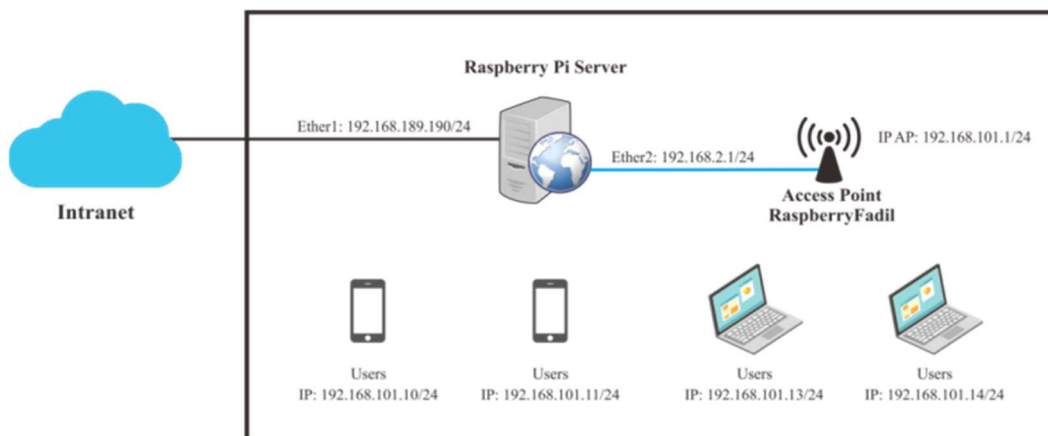 Raspberry Pi Server
Ether1: 192.168.189.190/24
Ether2: 192.168.2.1/24
IP AP: 192.168.101.1/24
Intranet
Access Point
RaspberryFadil
Users
IP: 192.168.101.10/24
Users
IP: 192.168.101.11/24
Users
IP: 192.168.101.13/24
Users
IP: 192.168.101.14/24